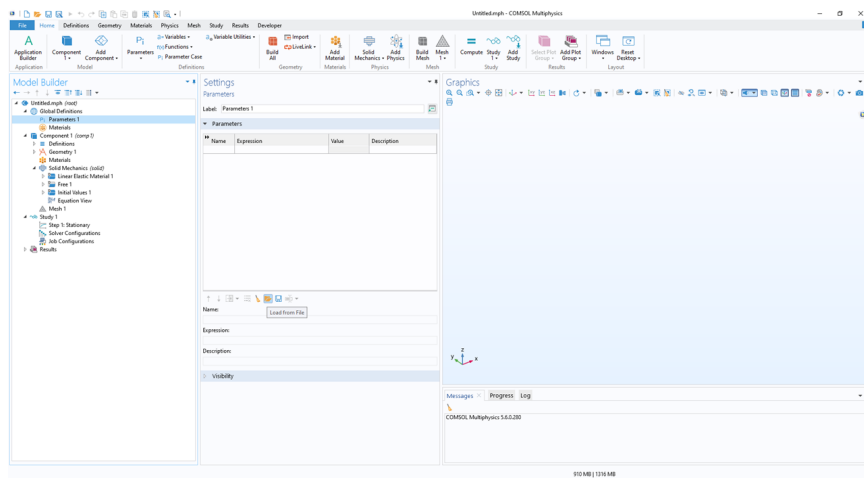 Untitled.mph - COMSOL Multiphysics
File Home Definitions Geometry Materials Physics Mesh Study Results Developer
Application Builder
Component 1
Add Component
Pi
Parameters
a= Variables
f(x) Functions
Pi Parameter Case
a= Variable Utilities
Build All
Import
LiveLink
Add Material
Solid Mechanics
Add Physics
Build Mesh
Mesh 1
Compute
Study 1
Add Study
Select Plot Group
Add Plot Group
Windows
Reset Desktop
Application Model Definitions Geometry Materials Physics Mesh Study Results Layout
Model Builder
Untitled.mph (root)
Global Definitions
Pi Parameters 1
Materials
Component 1 (comp 1)
Definitions
Geometry 1
Materials
Solid Mechanics (solid)
Linear Elastic Material 1
Free 1
Initial Values 1
Equation View
Mesh 1
Study 1
Step 1: Stationary
Solver Configurations
Job Configurations
Results
Settings
Parameters
Label: Parameters 1
Parameters
Name Expression Value Description
Load from File
Name:
Expression:
Description:
Visibility
Graphics
z
y x
Messages Progress Log
COMSOL Multiphysics 5.6.0.280
910 MB | 1316 MB